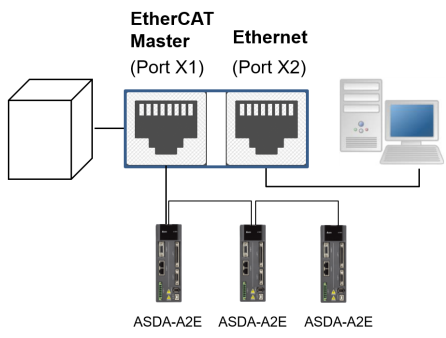 EtherCAT
Master
(Port X1)
Ethernet
(Port X2)
ASDA-A2E
ASDA-A2E
ASDA-A2E